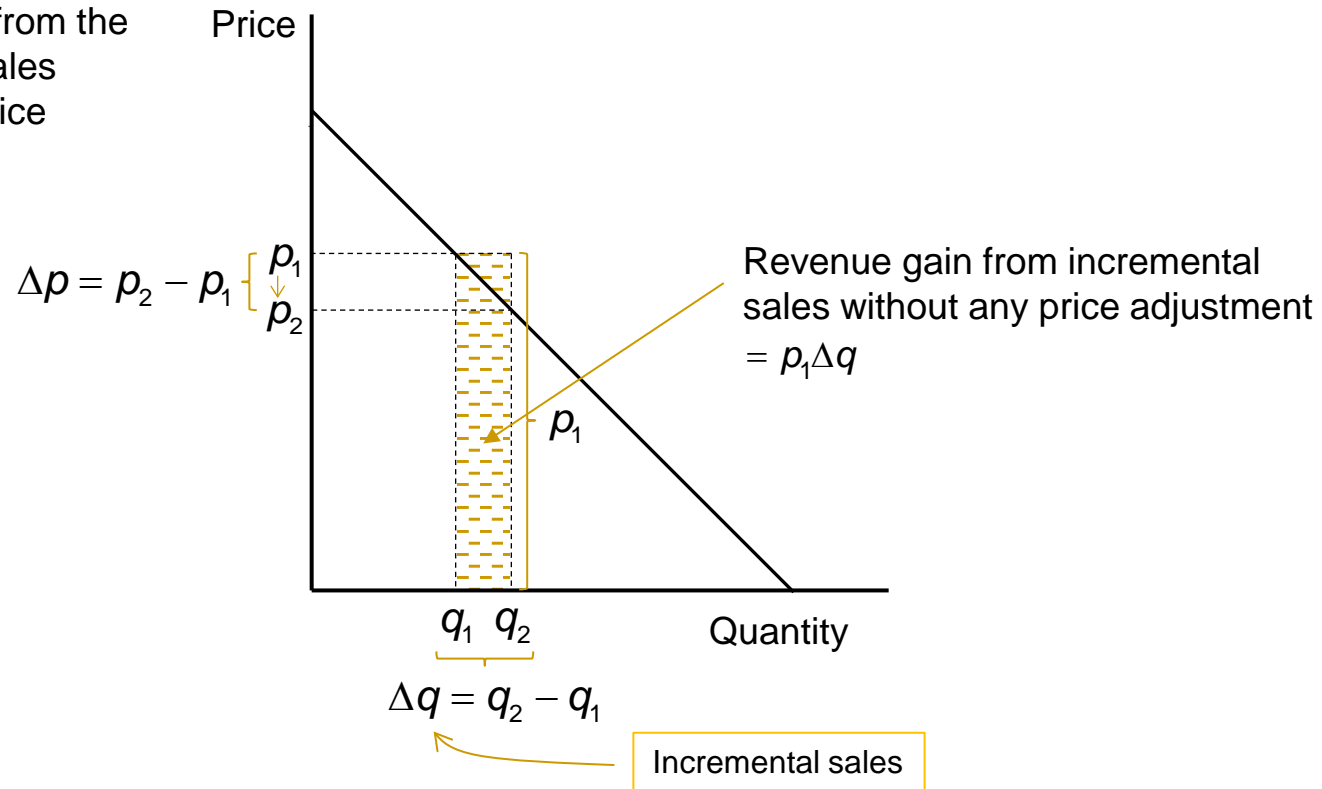 from the
ales
ice
Price
Δp = p₂ − p₁
p₁
p₂
Revenue gain from incremental
sales without any price adjustment
= p₁Δq
p₁
q₁ q₂
Quantity
Δq = q₂ − q₁
Incremental sales